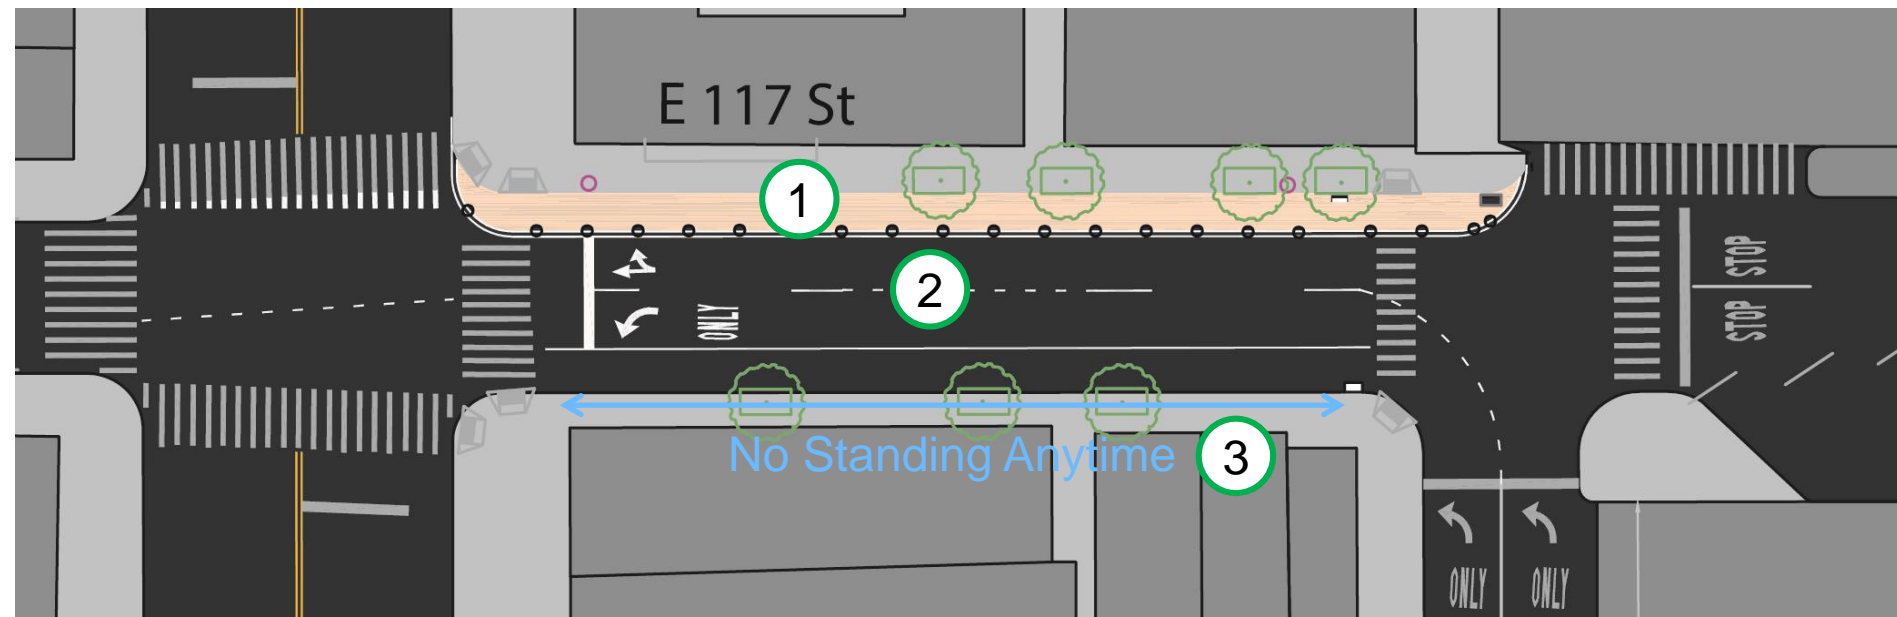 E 117 St
1
2
3
ONLY
STOP
STOP
No Standing Anytime
ONLY
ONLY